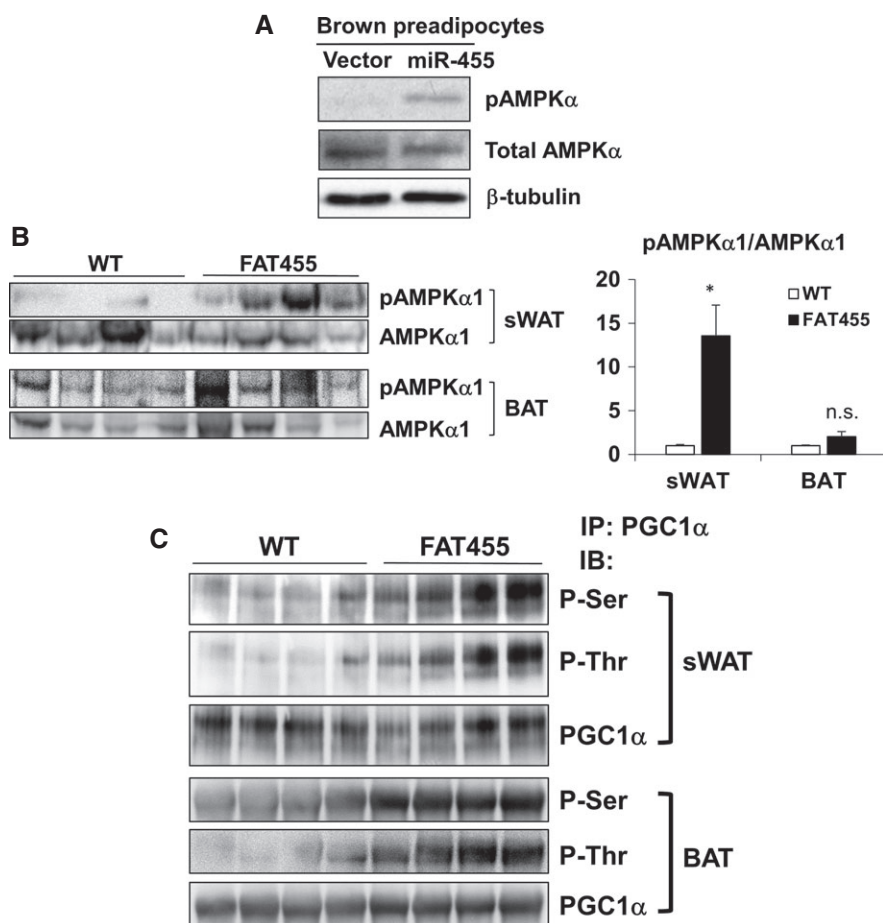 A
Brown preadipocytes
Vector miR-455
pAMPKα
Total AMPKα
β-tubulin
B
WT FAT455
pAMPKα1
AMPKα1
sWAT
pAMPKα1
AMPKα1
BAT
pAMPKα1/AMPKα1
20
15
10
5
0
*
n.s.
WT
FAT455
sWAT BAT
C
WT FAT455
IP: PGC1α
IB:
P-Ser
P-Thr
PGC1α
sWAT
P-Ser
P-Thr
PGC1α
BAT